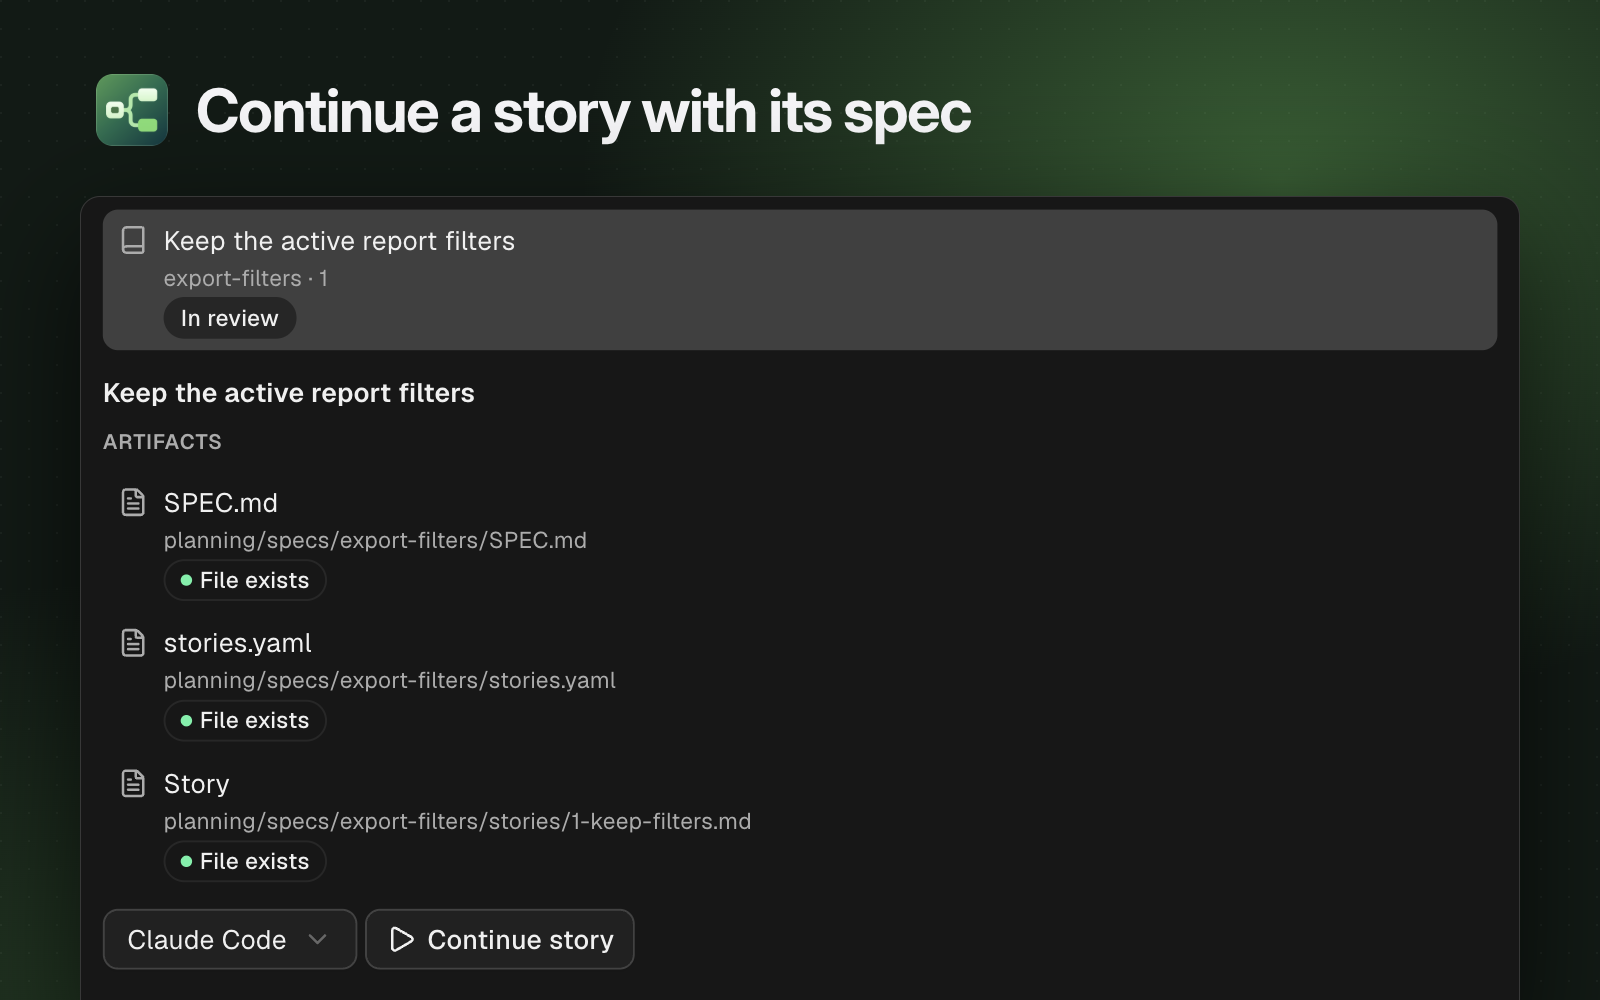 Continue a story with its spec
Keep the active report filters
export-filters · 1
In review
Keep the active report filters
ARTIFACTS
SPEC.md
planning/specs/export-filters/SPEC.md
File exists
stories.yaml
planning/specs/export-filters/stories.yaml
File exists
Story
planning/specs/export-filters/stories/1-keep-filters.md
File exists
Claude Code
Continue story